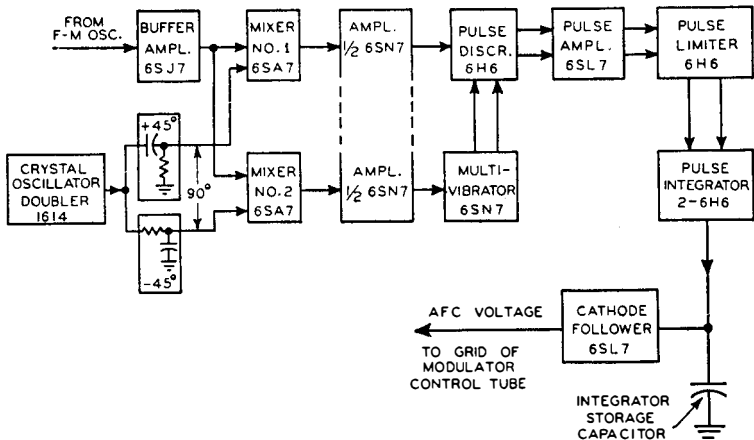 FROM
F-M OSC.
BUFFER
AMPL.
6SJ7
MIXER
NO. 1
6SA7
AMPL.
1/2 6SN7
PULSE
DISCR.
6H6
PULSE
AMPL.
6SL7
PULSE
LIMITER
6H6
+45°
CRYSTAL
OSCILLATOR
DOUBLER
1614
90°
-45°
MIXER
NO. 2
6SA7
AMPL.
1/2 6SN7
MULTI-
VIBRATOR
6SN7
PULSE
INTEGRATOR
2-6H6
AFC VOLTAGE
TO GRID OF
MODULATOR
CONTROL TUBE
CATHODE
FOLLOWER
6SL7
INTEGRATOR
STORAGE
CAPACITOR